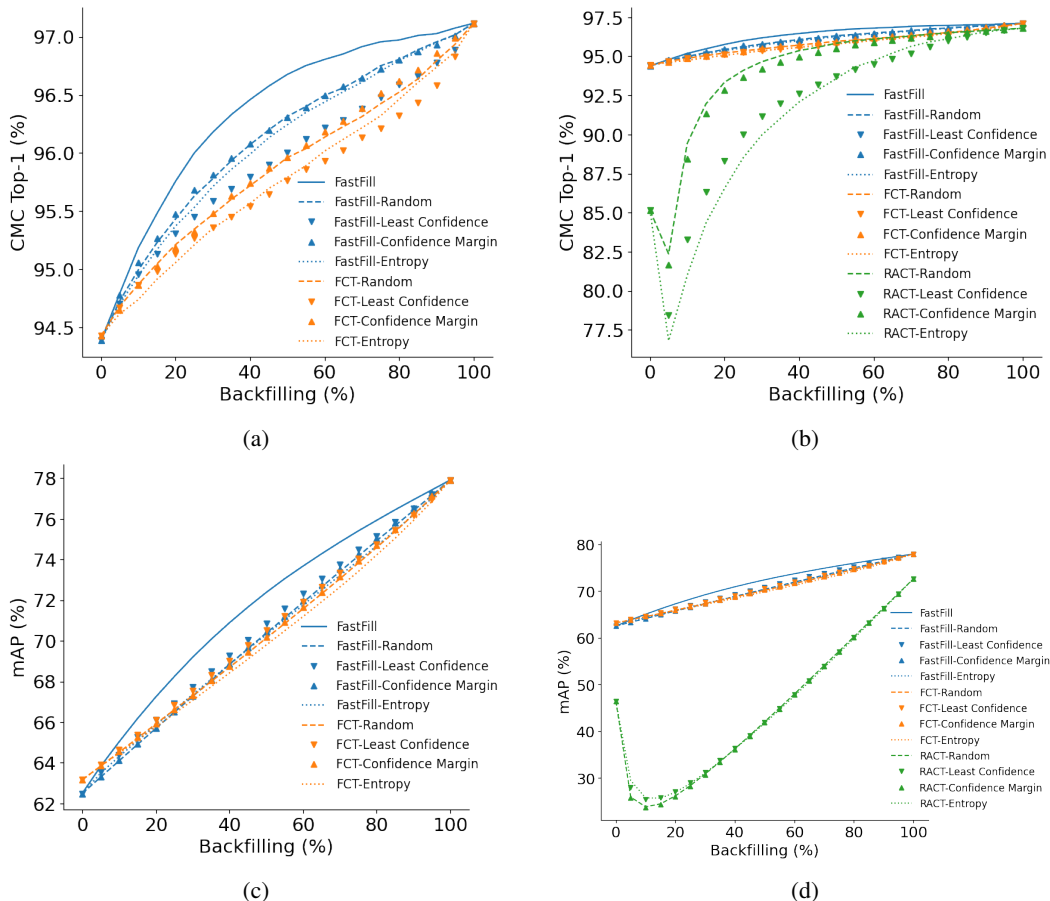 CMC Top-1 (%)
97.0
96.5
96.0
95.5
95.0
94.5
0 20 40 60 80 100
Backfilling (%)
FastFill
FastFill-Random
FastFill-Least Confidence
FastFill-Confidence Margin
FastFill-Entropy
FCT-Random
FCT-Least Confidence
FCT-Confidence Margin
FCT-Entropy
(a)
CMC Top-1 (%)
97.5
95.0
92.5
90.0
87.5
85.0
82.5
80.0
77.5
0 20 40 60 80 100
Backfilling (%)
FastFill
FastFill-Random
FastFill-Least Confidence
FastFill-Confidence Margin
FastFill-Entropy
FCT-Random
FCT-Least Confidence
FCT-Confidence Margin
FCT-Entropy
RACT-Random
RACT-Least Confidence
RACT-Confidence Margin
RACT-Entropy
(b)
mAP (%)
78
76
74
72
70
68
66
64
62
0 20 40 60 80 100
Backfilling (%)
FastFill
FastFill-Random
FastFill-Least Confidence
FastFill-Confidence Margin
FastFill-Entropy
FCT-Random
FCT-Least Confidence
FCT-Confidence Margin
FCT-Entropy
(c)
mAP (%)
80
70
60
50
40
30
0 20 40 60 80 100
Backfilling (%)
FastFill
FastFill-Random
FastFill-Least Confidence
FastFill-Confidence Margin
FastFill-Entropy
FCT-Random
FCT-Least Confidence
FCT-Confidence Margin
FCT-Entropy
RACT-Random
RACT-Least Confidence
RACT-Confidence Margin
RACT-Entropy
(d)